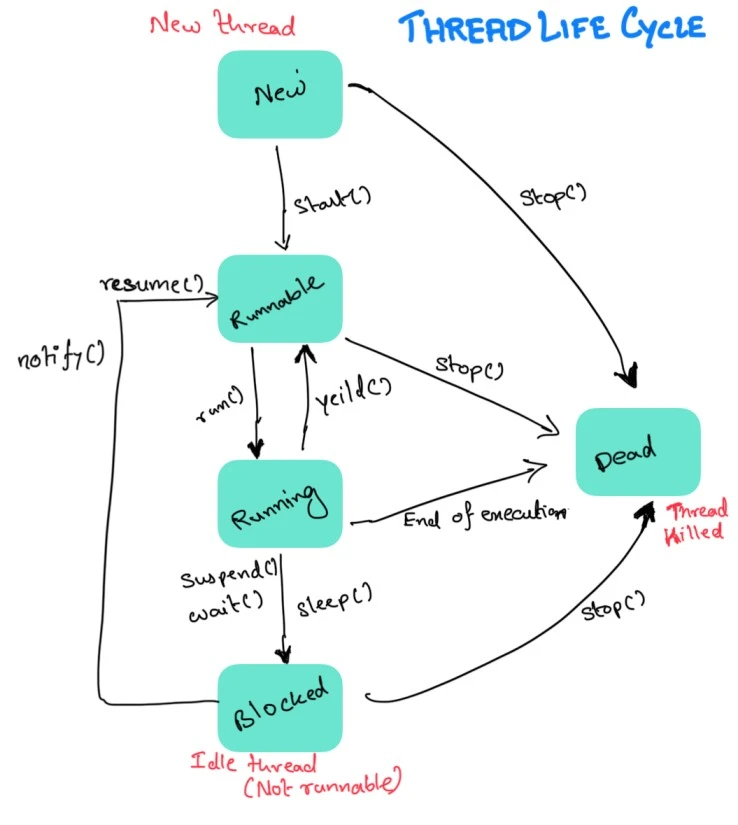 New thread
THREAD LIFE CYCLE
New
start()
stop()
resume()
Runnable
notify()
stop()
run()
yeild()
Dead
Running
End of execution
Thread
Killed
suspend()
wait()
sleep()
stop()
Blocked
Idle thread
(Not runnable)